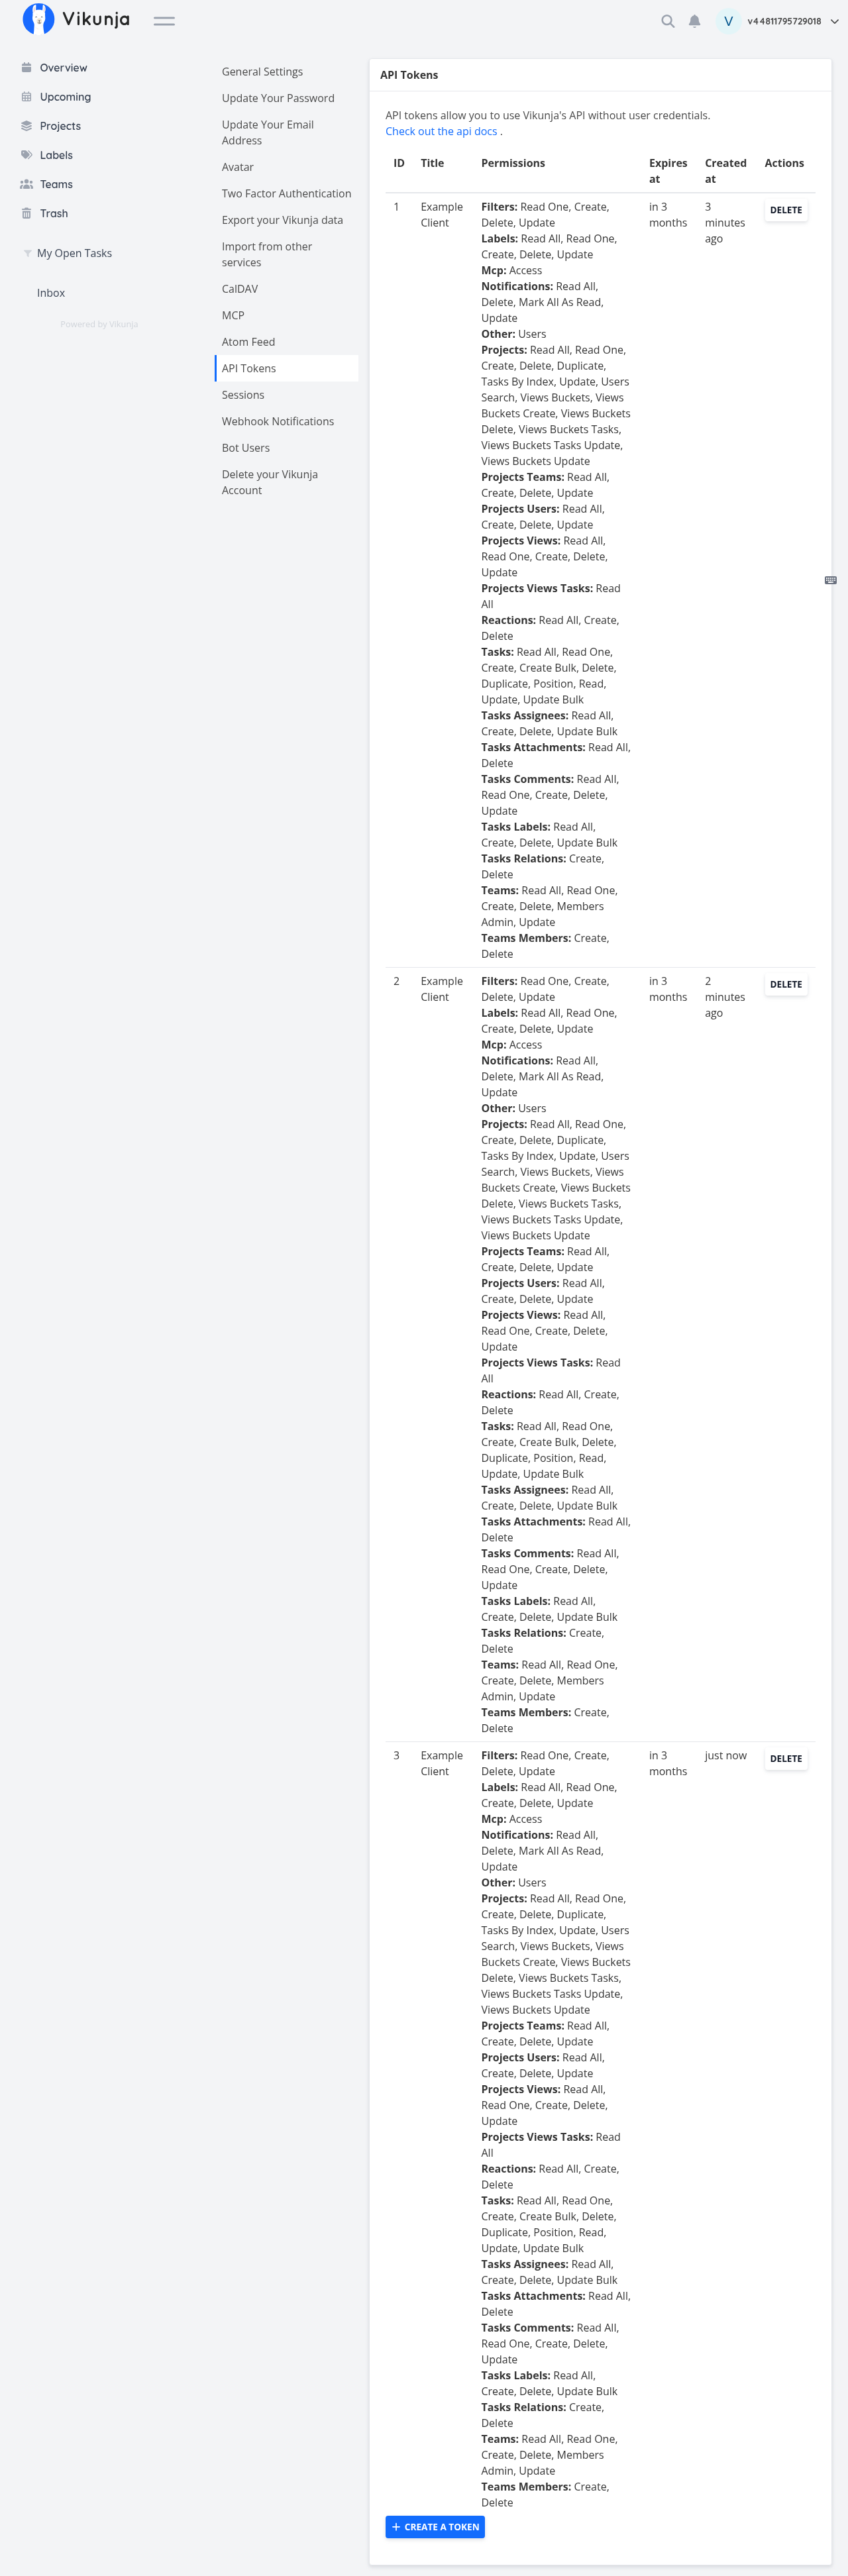 Vikunja
V
v44811795729018
Overview
Upcoming
Projects
Labels
Teams
Trash
My Open Tasks
Inbox
Powered by Vikunja
General Settings
Update Your Password
Update Your Email
Address
Avatar
Two Factor Authentication
Export your Vikunja data
Import from other
services
CalDAV
MCP
Atom Feed
API Tokens
Sessions
Webhook Notifications
Bot Users
Delete your Vikunja
Account
API Tokens
API tokens allow you to use Vikunja's API without user credentials.
Check out the api docs .
ID Title Permissions Expires at Created at Actions
1 Example Client in 3 months 3 minutes ago DELETE
Filters: Read One, Create,
Delete, Update
Labels: Read All, Read One,
Create, Delete, Update
Mcp: Access
Notifications: Read All,
Delete, Mark All As Read,
Update
Other: Users
Projects: Read All, Read One,
Create, Delete, Duplicate,
Tasks By Index, Update, Users
Search, Views Buckets, Views
Buckets Create, Views Buckets
Delete, Views Buckets Tasks,
Views Buckets Tasks Update,
Views Buckets Update
Projects Teams: Read All,
Create, Delete, Update
Projects Users: Read All,
Create, Delete, Update
Projects Views: Read All,
Read One, Create, Delete,
Update
Projects Views Tasks: Read
All
Reactions: Read All, Create,
Delete
Tasks: Read All, Read One,
Create, Create Bulk, Delete,
Duplicate, Position, Read,
Update, Update Bulk
Tasks Assignees: Read All,
Create, Delete, Update Bulk
Tasks Attachments: Read All,
Delete
Tasks Comments: Read All,
Read One, Create, Delete,
Update
Tasks Labels: Read All,
Create, Delete, Update Bulk
Tasks Relations: Create,
Delete
Teams: Read All, Read One,
Create, Delete, Members
Admin, Update
Teams Members: Create,
Delete
2 Example Client in 3 months 2 minutes ago DELETE
Filters: Read One, Create,
Delete, Update
Labels: Read All, Read One,
Create, Delete, Update
Mcp: Access
Notifications: Read All,
Delete, Mark All As Read,
Update
Other: Users
Projects: Read All, Read One,
Create, Delete, Duplicate,
Tasks By Index, Update, Users
Search, Views Buckets, Views
Buckets Create, Views Buckets
Delete, Views Buckets Tasks,
Views Buckets Tasks Update,
Views Buckets Update
Projects Teams: Read All,
Create, Delete, Update
Projects Users: Read All,
Create, Delete, Update
Projects Views: Read All,
Read One, Create, Delete,
Update
Projects Views Tasks: Read
All
Reactions: Read All, Create,
Delete
Tasks: Read All, Read One,
Create, Create Bulk, Delete,
Duplicate, Position, Read,
Update, Update Bulk
Tasks Assignees: Read All,
Create, Delete, Update Bulk
Tasks Attachments: Read All,
Delete
Tasks Comments: Read All,
Read One, Create, Delete,
Update
Tasks Labels: Read All,
Create, Delete, Update Bulk
Tasks Relations: Create,
Delete
Teams: Read All, Read One,
Create, Delete, Members
Admin, Update
Teams Members: Create,
Delete
3 Example Client in 3 months just now DELETE
Filters: Read One, Create,
Delete, Update
Labels: Read All, Read One,
Create, Delete, Update
Mcp: Access
Notifications: Read All,
Delete, Mark All As Read,
Update
Other: Users
Projects: Read All, Read One,
Create, Delete, Duplicate,
Tasks By Index, Update, Users
Search, Views Buckets, Views
Buckets Create, Views Buckets
Delete, Views Buckets Tasks,
Views Buckets Tasks Update,
Views Buckets Update
Projects Teams: Read All,
Create, Delete, Update
Projects Users: Read All,
Create, Delete, Update
Projects Views: Read All,
Read One, Create, Delete,
Update
Projects Views Tasks: Read
All
Reactions: Read All, Create,
Delete
Tasks: Read All, Read One,
Create, Create Bulk, Delete,
Duplicate, Position, Read,
Update, Update Bulk
Tasks Assignees: Read All,
Create, Delete, Update Bulk
Tasks Attachments: Read All,
Delete
Tasks Comments: Read All,
Read One, Create, Delete,
Update
Tasks Labels: Read All,
Create, Delete, Update Bulk
Tasks Relations: Create,
Delete
Teams: Read All, Read One,
Create, Delete, Members
Admin, Update
Teams Members: Create,
Delete
+ CREATE A TOKEN